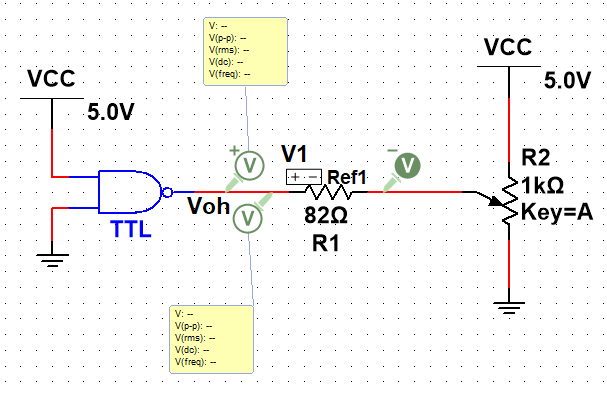 V: --
V(p-p): --
V(rms): --
V(dc): --
V(freq): --
VCC
5.0V
VCC
5.0V
+
V
V1
+ -
Ref1
-
V
R2
1kΩ
Key=A
Voh
V
82Ω
R1
TTL
V: --
V(p-p): --
V(rms): --
V(dc): --
V(freq): --